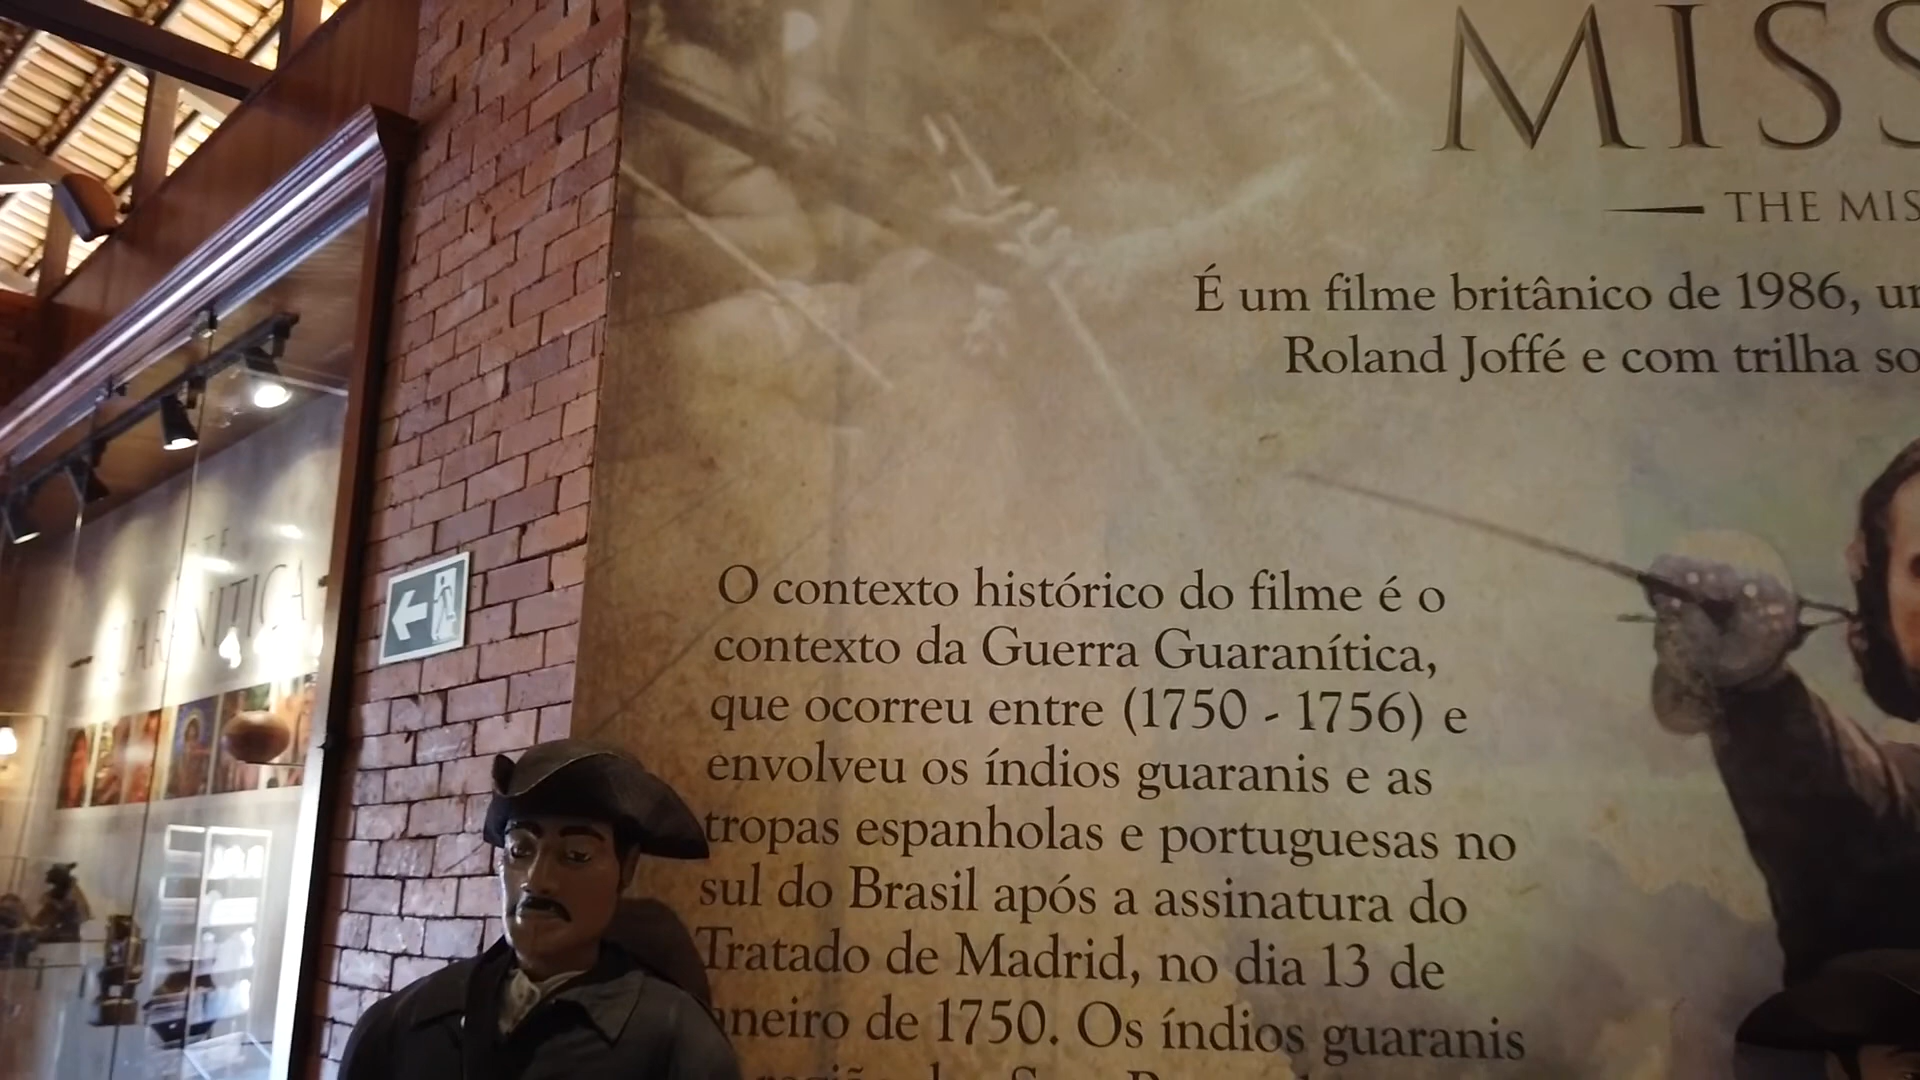 MISS
THE MIS
É um filme britânico de 1986, um
Roland Joffé e com trilha so
O contexto histórico do filme é o
contexto da Guerra Guaranítica,
que ocorreu entre (1750 - 1756) e
envolveu os índios guaranis e as
tropas espanholas e portuguesas no
sul do Brasil após a assinatura do
Tratado de Madrid, no dia 13 de
aneiro de 1750. Os índios guaranis
GUARANITICA